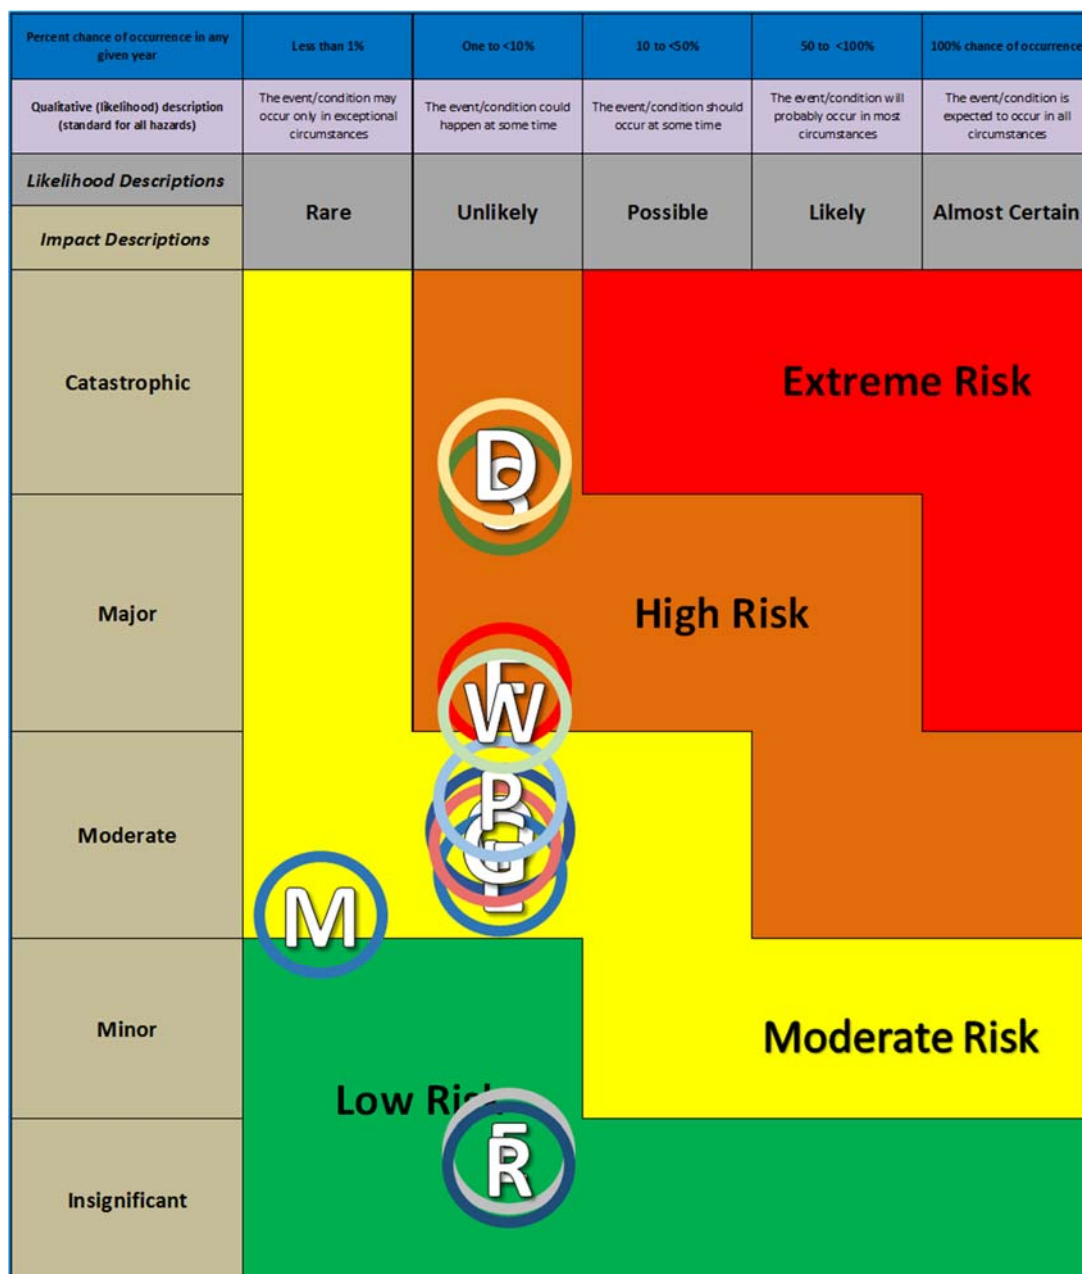 Percent chance of occurrence in any
given year
Less than 1%
One to <10%
10 to <50%
50 to <100%
100% chance of occurrence
Qualitative (likelihood) description
(standard for all hazards)
The event/condition may
occur only in exceptional
circumstances
The event/condition could
happen at some time
The event/condition should
occur at some time
The event/condition will
probably occur in most
circumstances
The event/condition is
expected to occur in all
circumstances
Likelihood Descriptions
Impact Descriptions
Rare
Unlikely
Possible
Likely
Almost Certain
Catastrophic
Extreme Risk
D
Major
High Risk
W
Moderate
P
G
M
Minor
Moderate Risk
Low Risk
Insignificant
R